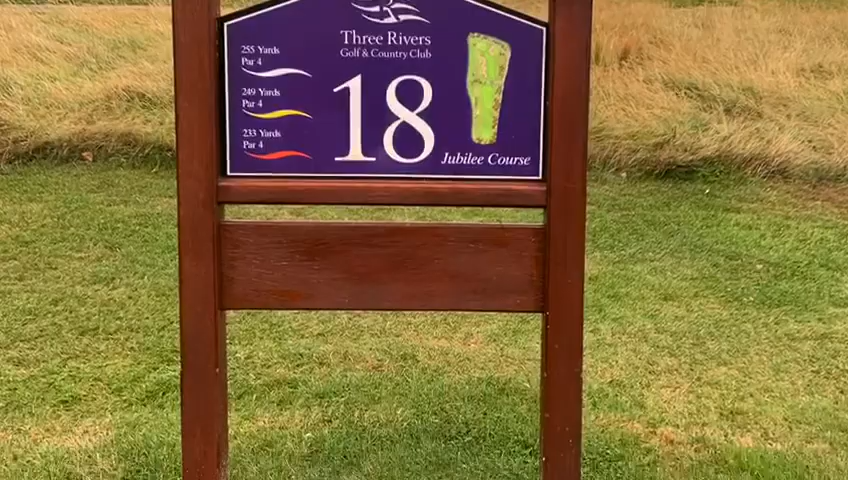 Three Rivers
Golf & Country Club
255 Yards
Par 4
249 Yards
Par 4
233 Yards
Par 4
18
Jubilee Course